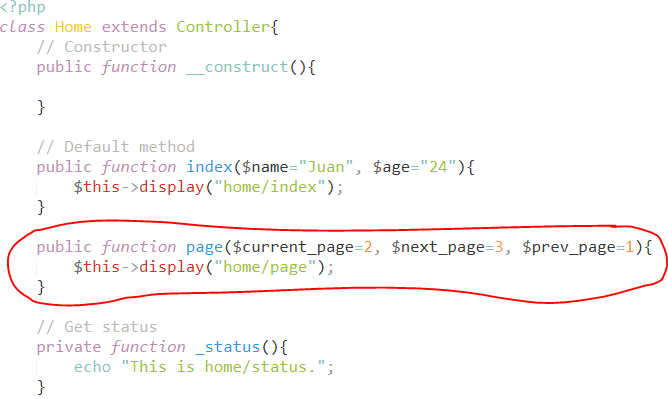 <?php
class Home extends Controller{
// Constructor
public function __construct(){
}
// Default method
public function index($name="Juan", $age="24"){
$this->display("home/index");
}
public function page($current_page=2, $next_page=3, $prev_page=1){
$this->display("home/page");
}
// Get status
private function _status(){
echo "This is home/status.";
}